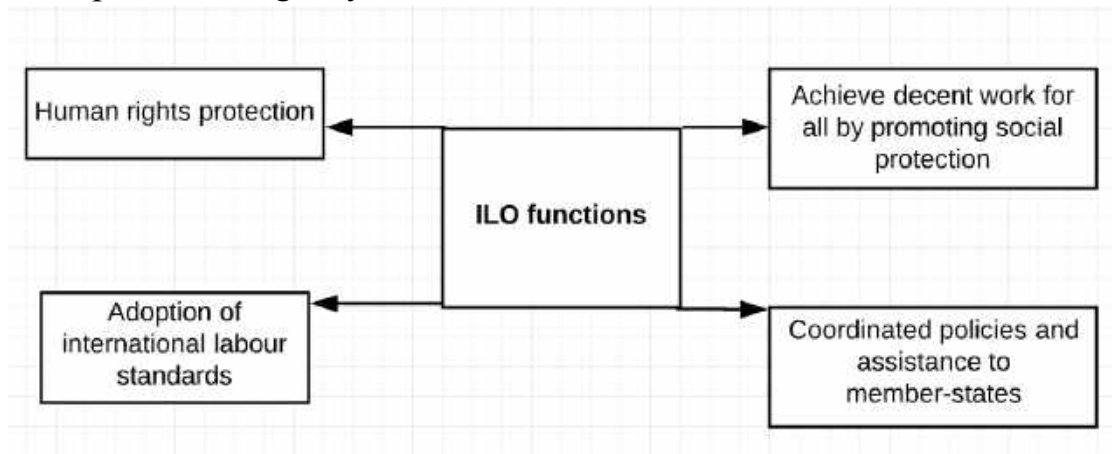 Human rights protection
Achieve decent work for
all by promoting social
protection
ILO functions
Adoption of
international labour
standards
Coordinated policies and
assistance to
member-states